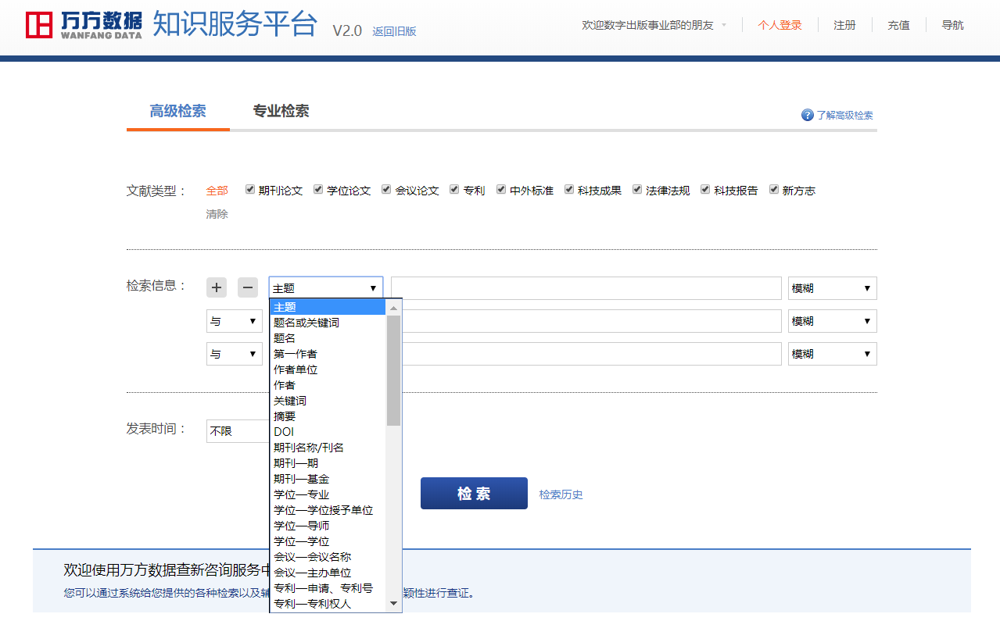 万方数据 WANFANG DATA 知识服务平台 V2.0 返回旧版 欢迎数字出版事业部的朋友 个人登录 注册 充值 导航
高级检索 专业检索 ? 了解高级检索
文献类型： 全部 期刊论文 学位论文 会议论文 专利 中外标准 科技成果 法律法规 科技报告 新方志
清除
检索信息： + − 主题 模糊
与 模糊
与 模糊
主题
题名或关键词
题名
第一作者
作者单位
作者
关键词
摘要
DOI
期刊名称/刊名
期刊—期
期刊—基金
学位—专业
学位—学位授予单位
学位—导师
学位—学位
会议—会议名称
会议—主办单位
专利—申请、专利号
专利—专利权人
发表时间： 不限
检 索 检索历史
欢迎使用万方数据查新咨询服务中
您可以通过系统给您提供的各种检索以及辅 颖性进行查证。